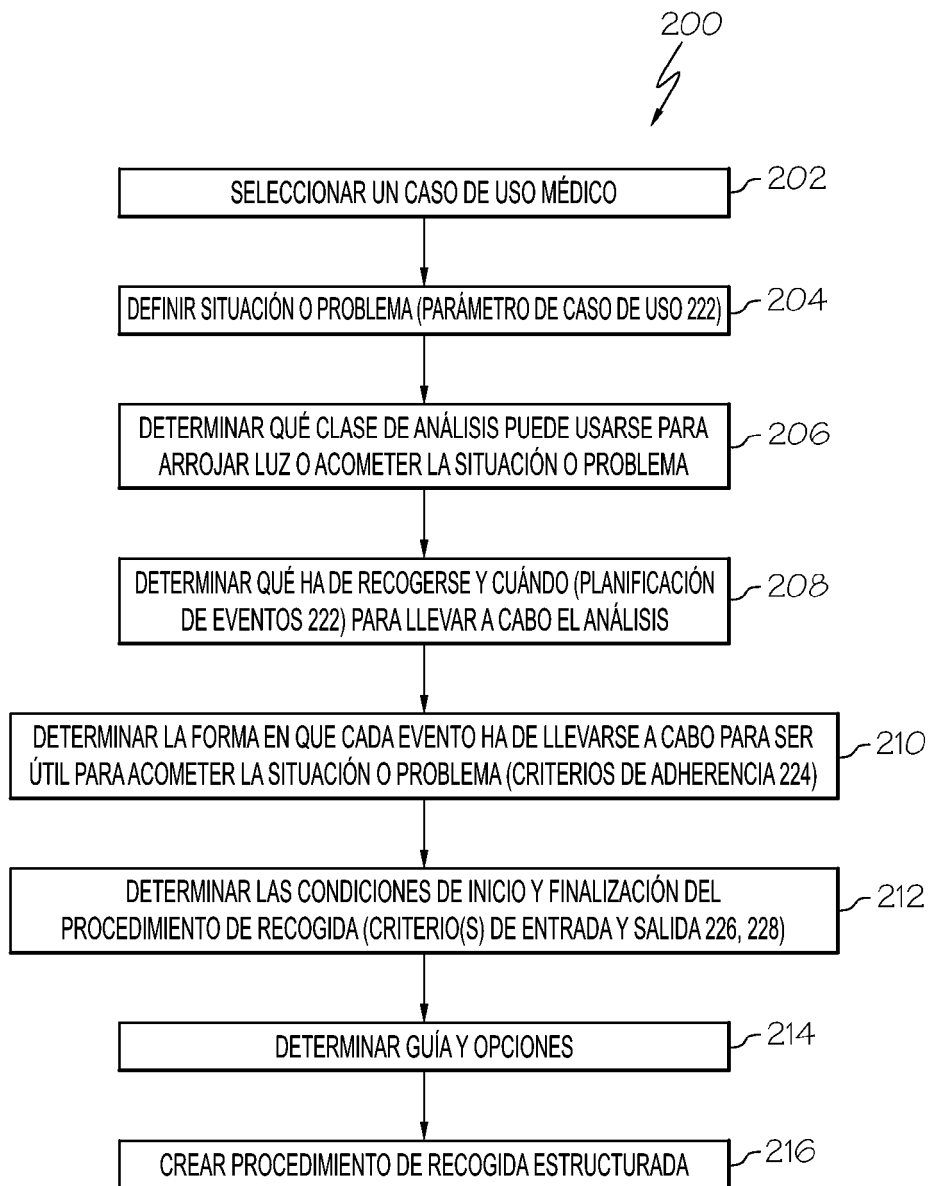 200
SELECCIONAR UN CASO DE USO MÉDICO
202
DEFINIR SITUACIÓN O PROBLEMA (PARÁMETRO DE CASO DE USO 222)
204
DETERMINAR QUÉ CLASE DE ANÁLISIS PUEDE USARSE PARA
ARROJAR LUZ O ACOMETER LA SITUACIÓN O PROBLEMA
206
DETERMINAR QUÉ HA DE RECOGERSE Y CUÁNDO (PLANIFICACIÓN
DE EVENTOS 222) PARA LLEVAR A CABO EL ANÁLISIS
208
DETERMINAR LA FORMA EN QUE CADA EVENTO HA DE LLEVARSE A CABO PARA SER
ÚTIL PARA ACOMETER LA SITUACIÓN O PROBLEMA (CRITERIOS DE ADHERENCIA 224)
210
DETERMINAR LAS CONDICIONES DE INICIO Y FINALIZACIÓN DEL
PROCEDIMIENTO DE RECOGIDA (CRITERIO(S) DE ENTRADA Y SALIDA 226, 228)
212
DETERMINAR GUÍA Y OPCIONES
214
CREAR PROCEDIMIENTO DE RECOGIDA ESTRUCTURADA
216